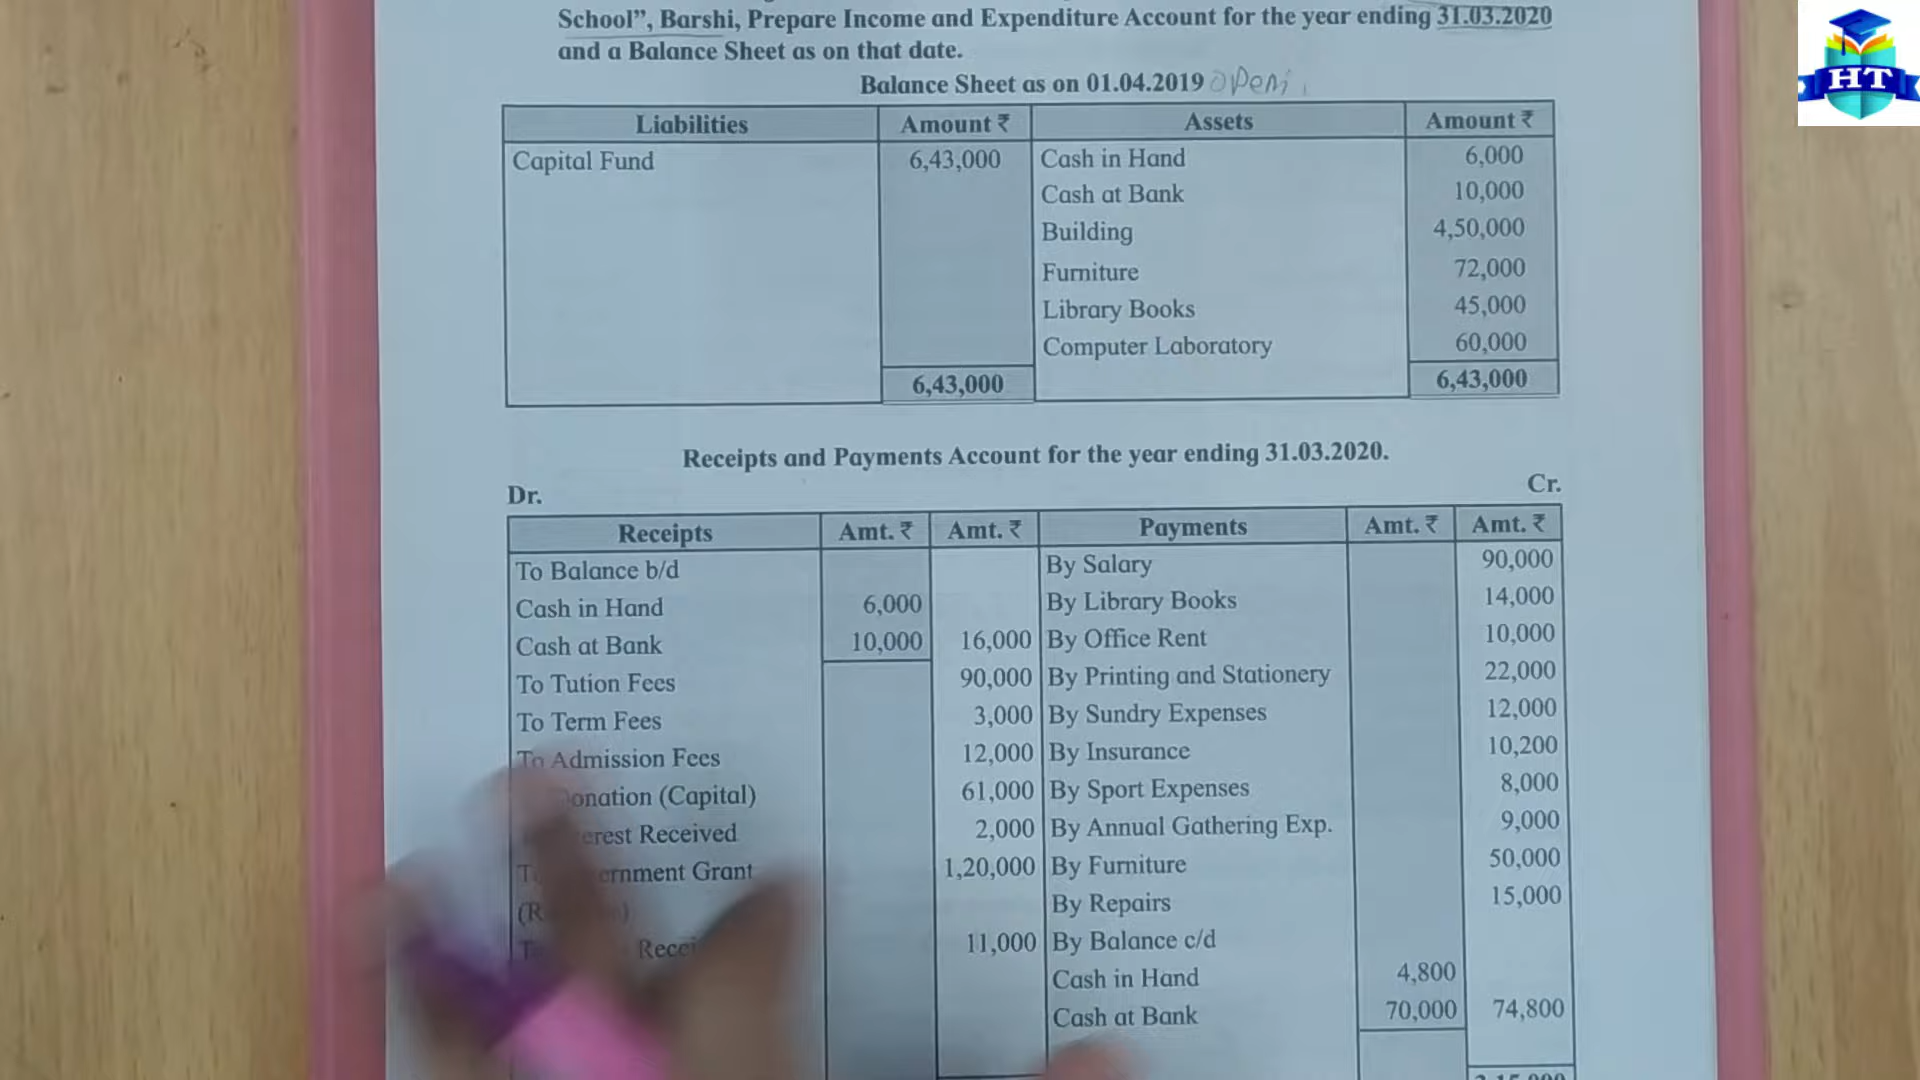 School”, Barshi, Prepare Income and Expenditure Account for the year ending 31.03.2020
and a Balance Sheet as on that date.
Balance Sheet as on 01.04.2019 openi
HT
Liabilities Amount ₹ Assets Amount ₹
Capital Fund 6,43,000 Cash in Hand 6,000
Cash at Bank 10,000
Building 4,50,000
Furniture 72,000
Library Books 45,000
Computer Laboratory 60,000
6,43,000 6,43,000
Receipts and Payments Account for the year ending 31.03.2020.
Dr. Cr.
Receipts Amt. ₹ Amt. ₹ Payments Amt. ₹ Amt. ₹
To Balance b/d By Salary 90,000
Cash in Hand 6,000 By Library Books 14,000
Cash at Bank 10,000 16,000 By Office Rent 10,000
To Tution Fees 90,000 By Printing and Stationery 22,000
To Term Fees 3,000 By Sundry Expenses 12,000
To Admission Fees 12,000 By Insurance 10,200
(Capital) 61,000 By Sport Expenses 8,000
Received 2,000 By Annual Gathering Exp. 9,000
Grant 1,20,000 By Furniture 50,000
By Repairs 15,000
11,000 By Balance c/d
Cash in Hand 4,800
Cash at Bank 70,000 74,800